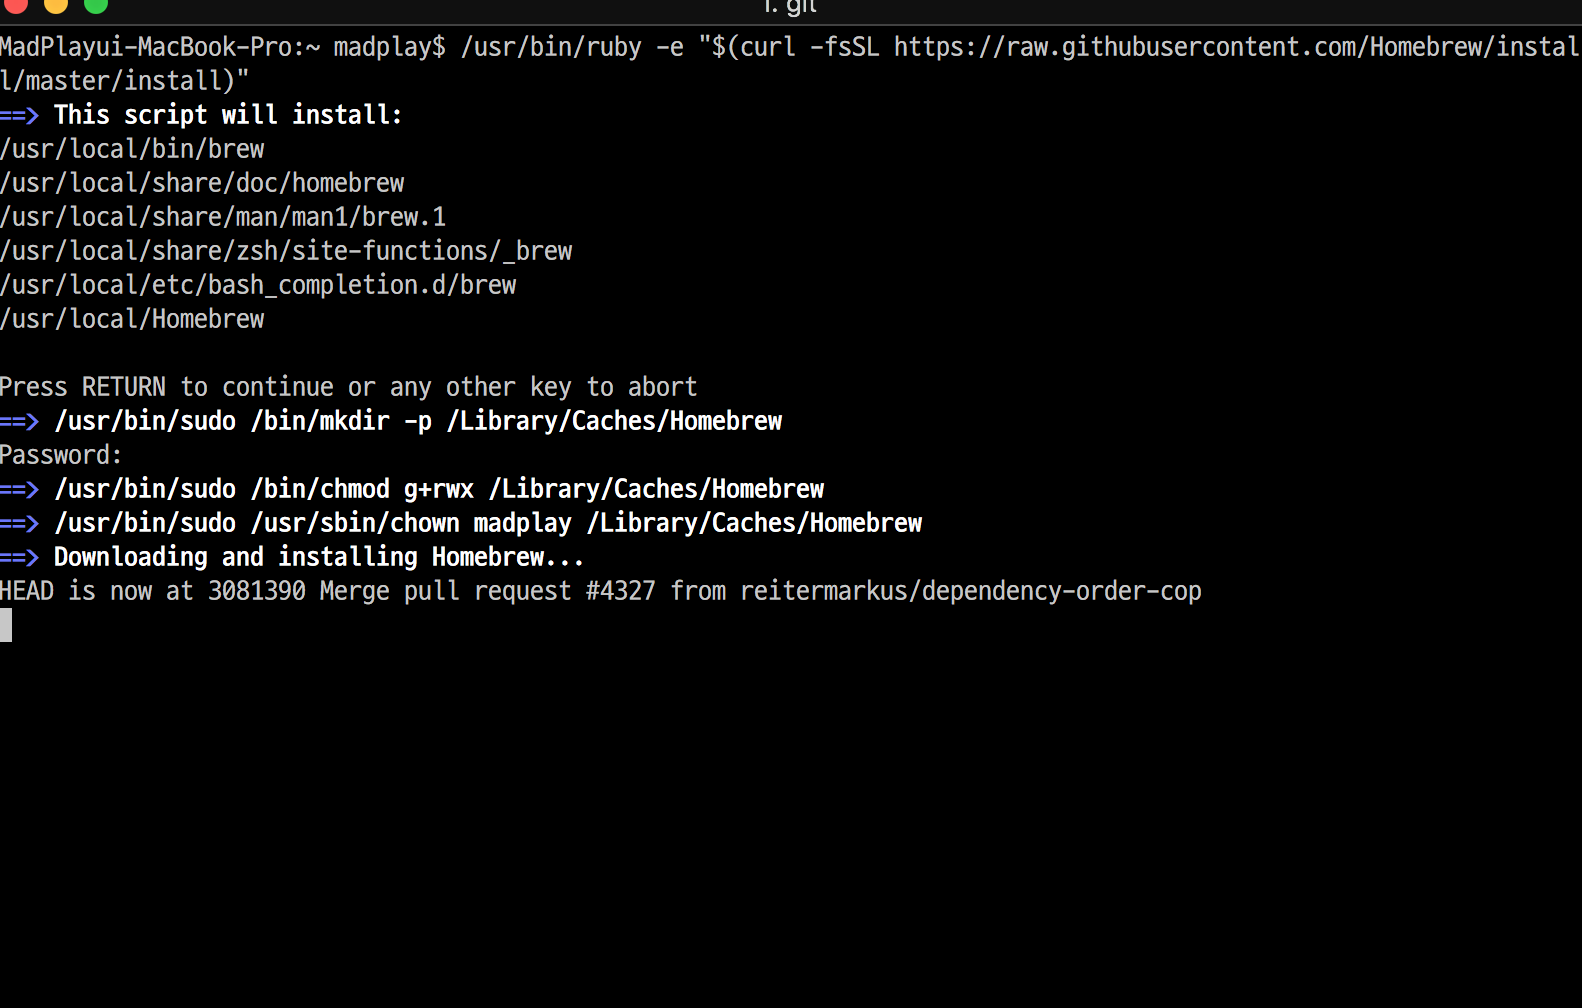 1. git
MadPlayui-MacBook-Pro:~ madplay$ /usr/bin/ruby -e "$(curl -fsSL https://raw.githubusercontent.com/Homebrew/instal
l/master/install)"
==> This script will install:
/usr/local/bin/brew
/usr/local/share/doc/homebrew
/usr/local/share/man/man1/brew.1
/usr/local/share/zsh/site-functions/_brew
/usr/local/etc/bash_completion.d/brew
/usr/local/Homebrew
Press RETURN to continue or any other key to abort
==> /usr/bin/sudo /bin/mkdir -p /Library/Caches/Homebrew
Password:
==> /usr/bin/sudo /bin/chmod g+rwx /Library/Caches/Homebrew
==> /usr/bin/sudo /usr/sbin/chown madplay /Library/Caches/Homebrew
==> Downloading and installing Homebrew...
HEAD is now at 3081390 Merge pull request #4327 from reitermarkus/dependency-order-cop